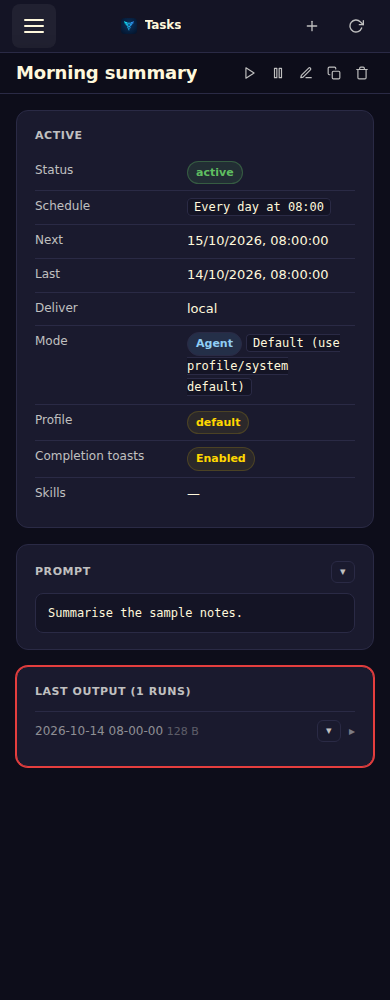 Tasks
Morning summary
ACTIVE
Status active
Schedule Every day at 08:00
Next 15/10/2026, 08:00:00
Last 14/10/2026, 08:00:00
Deliver local
Mode Agent Default (use
profile/system
default)
Profile default
Completion toasts Enabled
Skills —
PROMPT
Summarise the sample notes.
LAST OUTPUT (1 RUNS)
2026-10-14 08-00-00 128 B